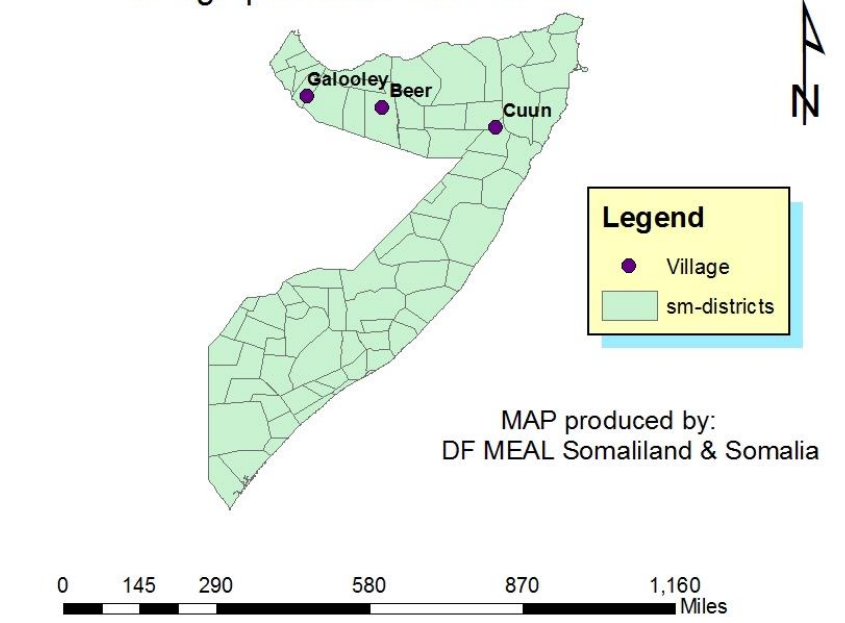 Galooley
Beer
Cuun
N
Legend
Village
sm-districts
MAP produced by:
DF MEAL Somaliland & Somalia
0 145 290 580 870 1,160
Miles